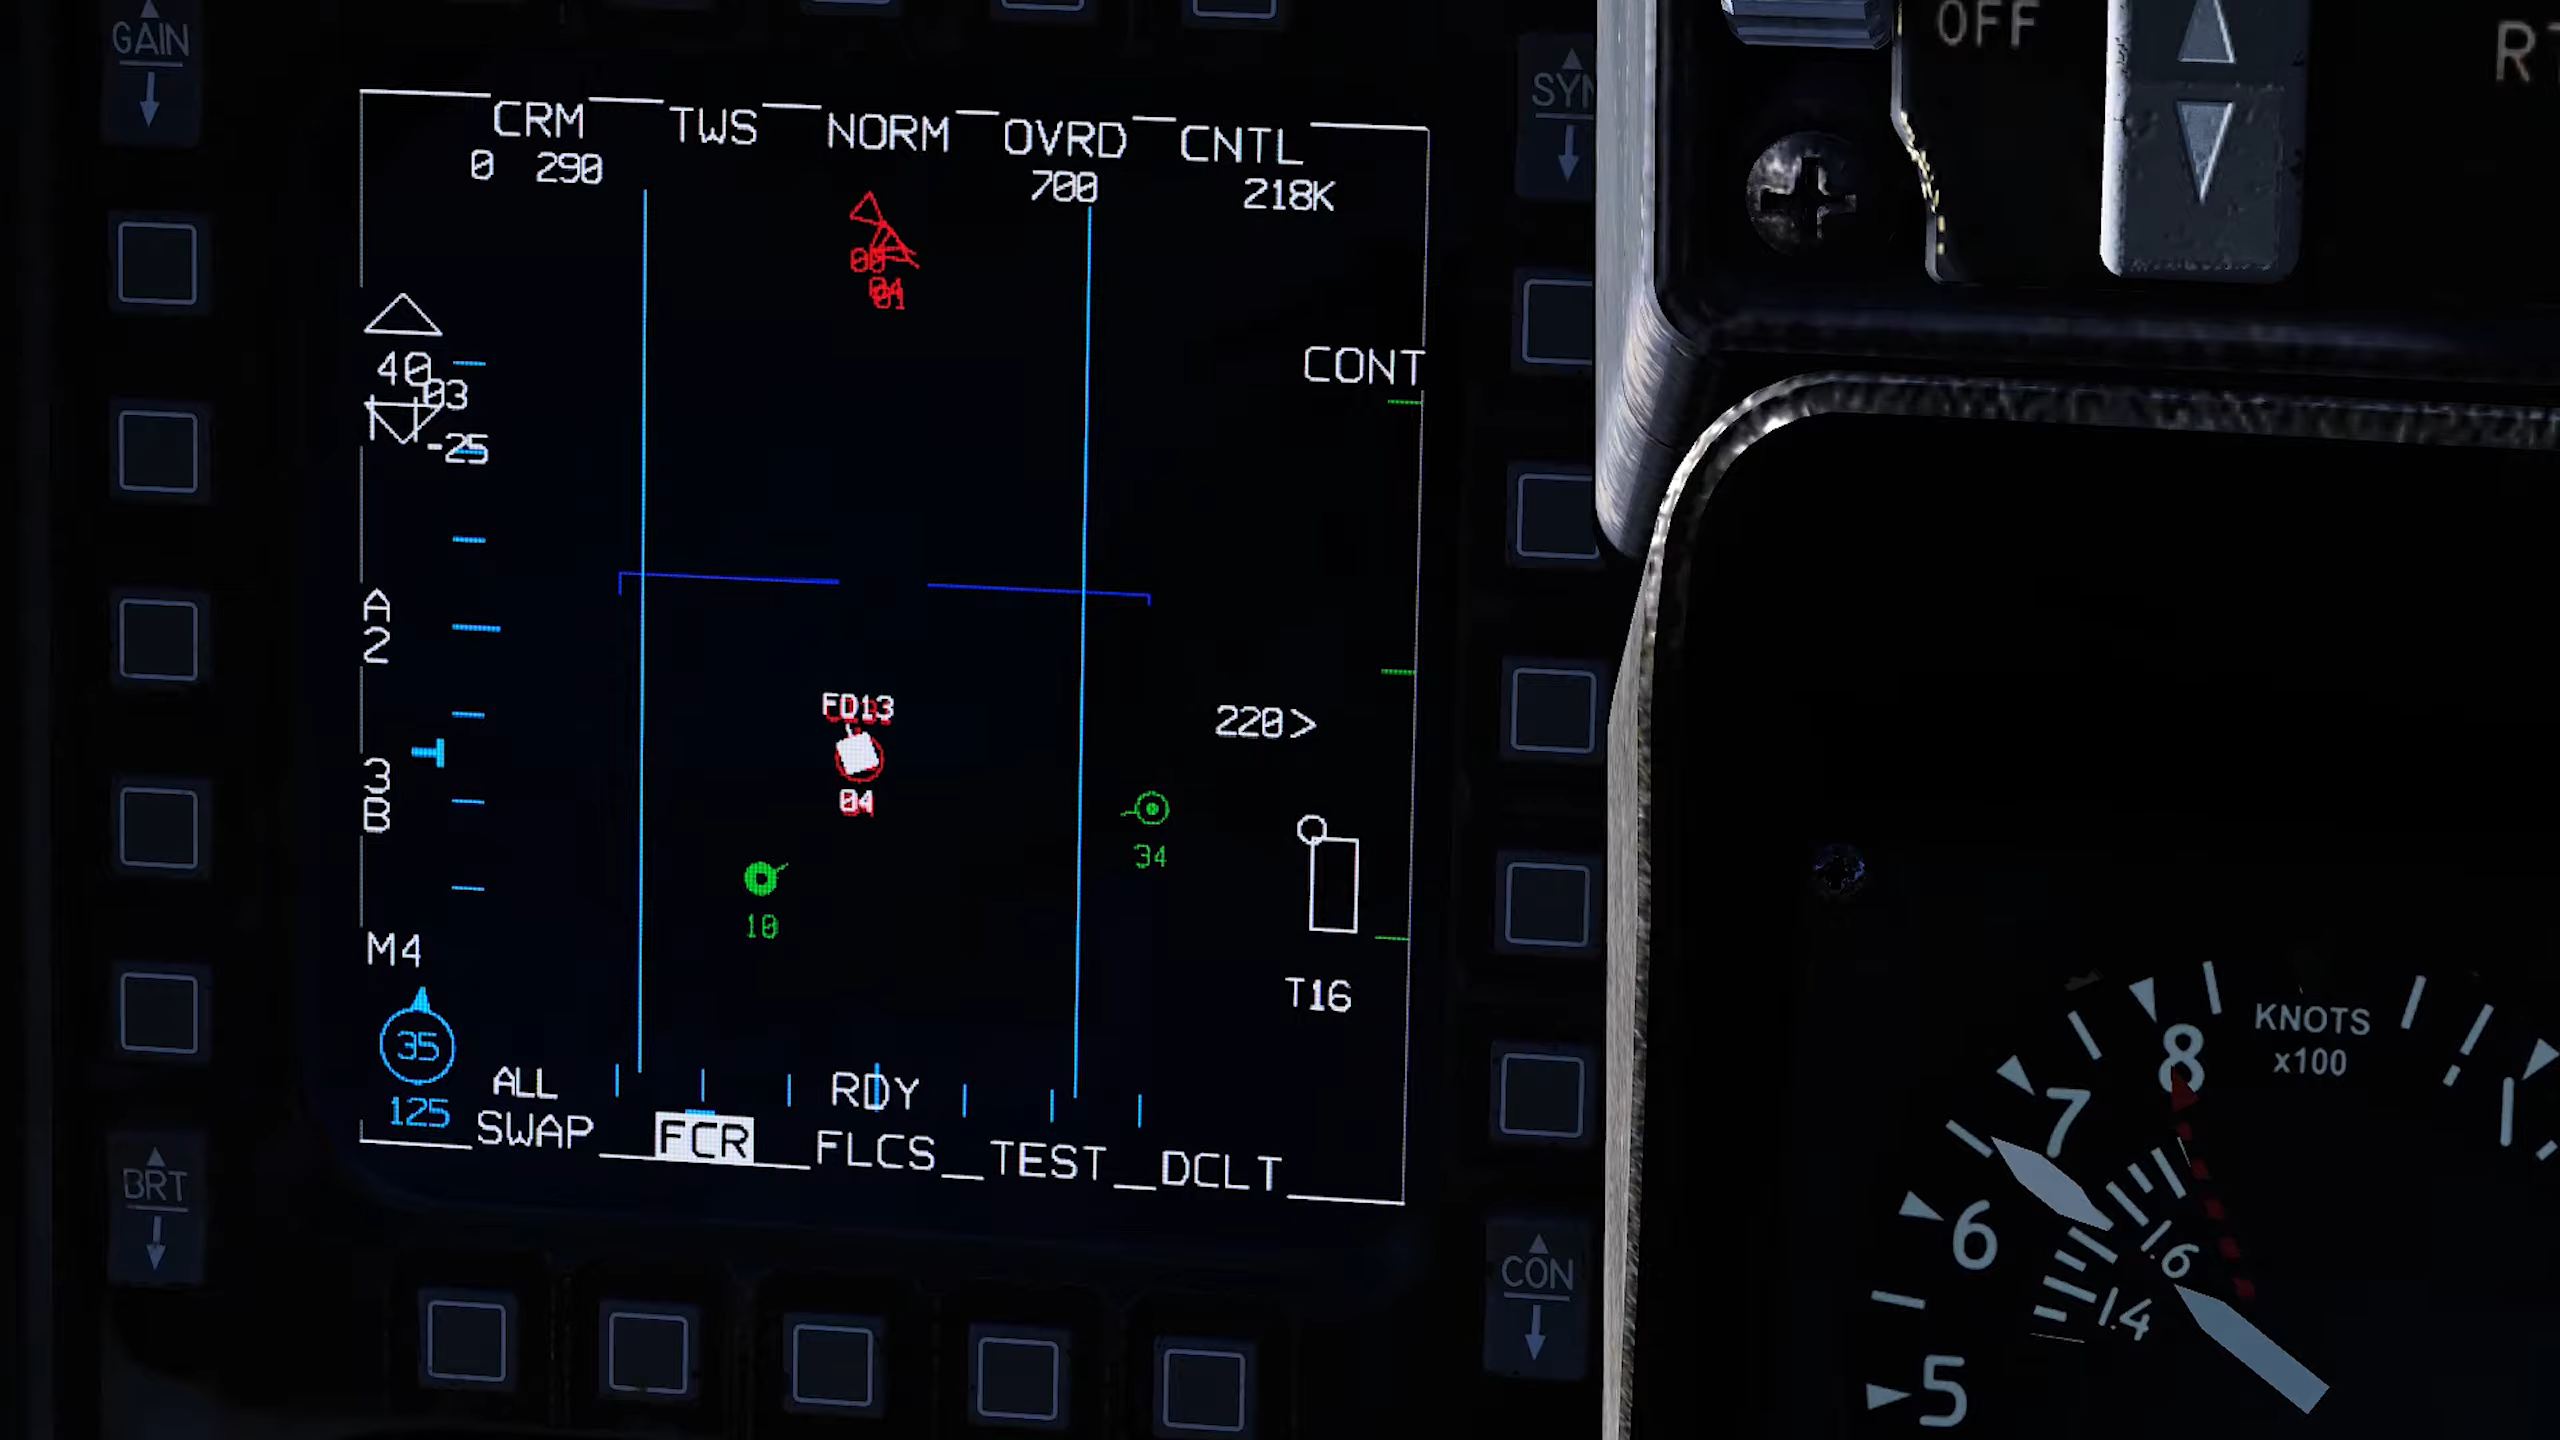 GAIN
OFF
SYM
CRM TWS NORM OVRD CNTL
0 290 700 218K
00
04
CONT
40
03
-25
A
2
FD13
220>
3
B
04
34
10
M4
T16
35
ALL RDY
125
SWAP FCR FLCS TEST DCLT
BRT
CON
8
KNOTS
x100
7
6
1.6
1.4
5
1